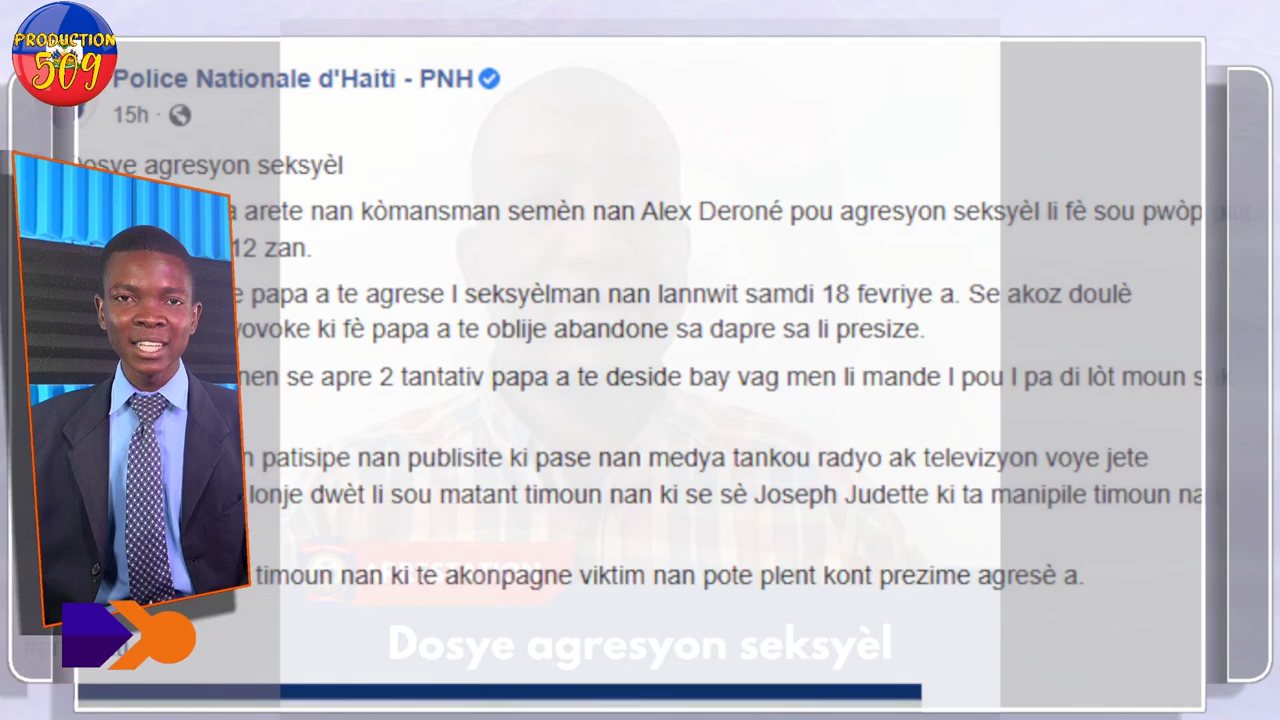 PRODUCTION
509
Police Nationale d'Haiti - PNH
15h ·
Dosye agresyon seksyèl
arete nan kòmansman semèn nan Alex Deroné pou agresyon seksyèl li fè sou pwòp
12 zan.
papa a te agrese l seksyèlman nan lannwit samdi 18 fevriye a. Se akoz doulè
ki fè papa a te oblije abandone sa dapre sa li presize.
se apre 2 tantativ papa a te deside bay vag men li mande l pou l pa di lòt moun
patisipe nan publisite ki pase nan medya tankou radyo ak televizyon voye jete
lonje dwèt li sou matant timoun nan ki se sè Joseph Judette ki ta manipile timoun
timoun nan ki te akonpagne viktim nan pote plent kont prezime agresè a.
ARRESTATION
Dosye agresyon seksyèl